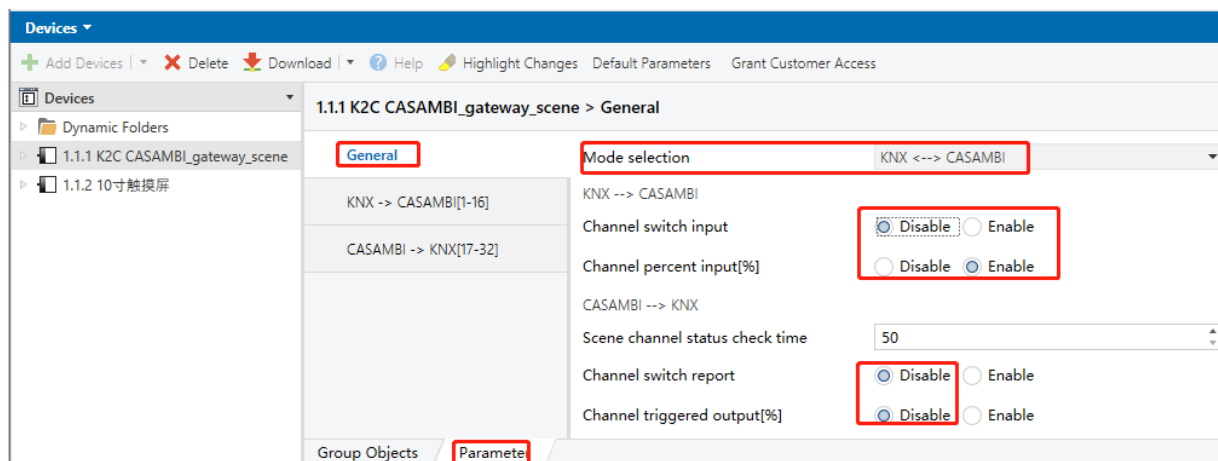 Devices
Add Devices Delete Download Help Highlight Changes Default Parameters Grant Customer Access
Devices
Dynamic Folders
1.1.1 K2C CASAMBI_gateway_scene
1.1.2 10寸触摸屏
1.1.1 K2C CASAMBI_gateway_scene > General
General
KNX -> CASAMBI[1-16]
CASAMBI -> KNX[17-32]
Mode selection KNX <--> CASAMBI
KNX --> CASAMBI
Channel switch input Disable Enable
Channel percent input[%] Disable Enable
CASAMBI --> KNX
Scene channel status check time 50
Channel switch report Disable Enable
Channel triggered output[%] Disable Enable
Group Objects Parameter